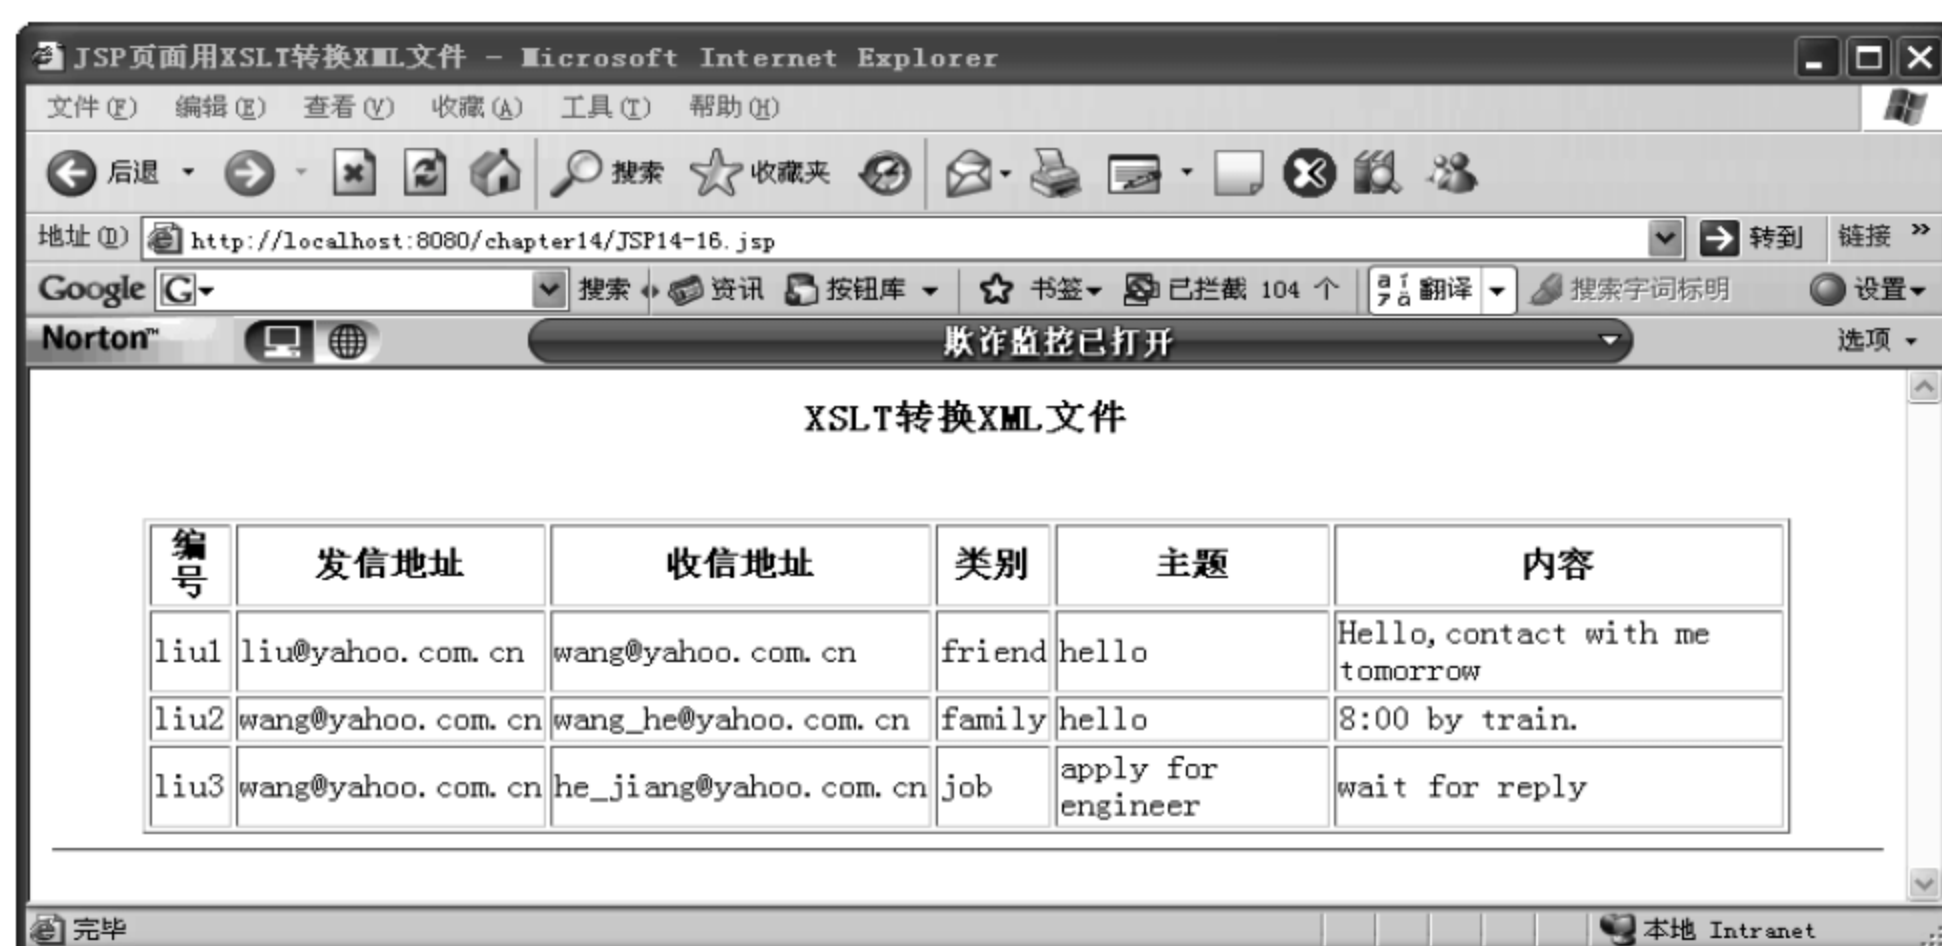 JSP页面用XSLT转换XML文件 - Microsoft Internet Explorer
文件(F) 编辑(E) 查看(V) 收藏(A) 工具(T) 帮助(H)
后退 搜索 收藏夹
地址(D) http://localhost:8080/chapter14/JSP14-16.jsp 转到 链接 »
Google G 搜索 资讯 按钮库 书签 已拦截 104 个 翻译 搜索字词标明 设置
Norton™ 欺诈监控已打开 选项
XSLT转换XML文件
编号 发信地址 收信地址 类别 主题 内容
liu1 liu@yahoo.com.cn wang@yahoo.com.cn friend hello Hello,contact with me tomorrow
liu2 wang@yahoo.com.cn wang_he@yahoo.com.cn family hello 8:00 by train.
liu3 wang@yahoo.com.cn he_jiang@yahoo.com.cn job apply for engineer wait for reply
完毕 本地 Intranet